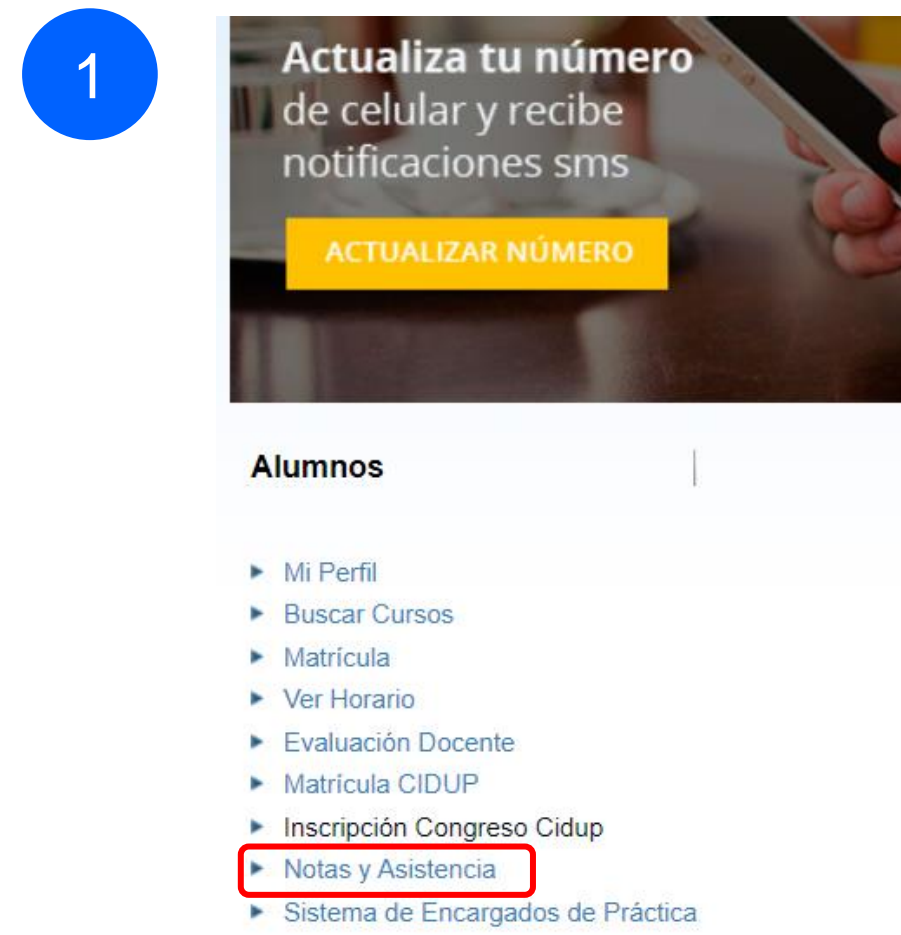 1
Actualiza tu número
de celular y recibe
notificaciones sms
ACTUALIZAR NÚMERO
Alumnos
Mi Perfil
Buscar Cursos
Matrícula
Ver Horario
Evaluación Docente
Matrícula CIDUP
Inscripción Congreso Cidup
Notas y Asistencia
Sistema de Encargados de Práctica